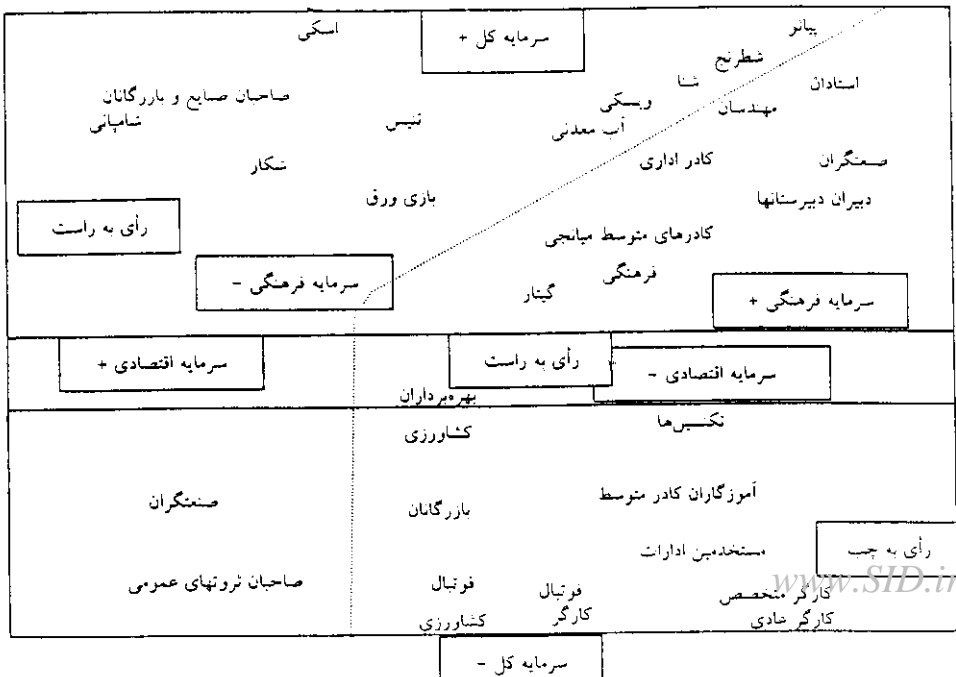 پیانو
اسکی
سرمایه کل +
شطرنج
شنا
استادان
صاحبان صنایع و بازرگانان
ویسکی
مهندسان
شامپانی
تنیس
آب معدنی
شکار
کادر اداری
صنعتگران
بازی ورق
دبیران دبیرستانها
رأی به راست
کادرهای متوسط میانجی
سرمایه فرهنگی -
فرهنگی
گیتار
سرمایه فرهنگی +
سرمایه اقتصادی +
رأی به راست
سرمایه اقتصادی -
بهره‌برداران
کشاورزی
تکنسین‌ها
صنعتگران
بازرگانان
آموزگاران کادر متوسط
مستخدمین ادارات
رأی به چپ
صاحبان ثروتهای عمومی
فوتبال
فوتبال
کارگر متخصص
کشاورزی
کارگر
کارگر عادی
www.SID.ir
سرمایه کل -